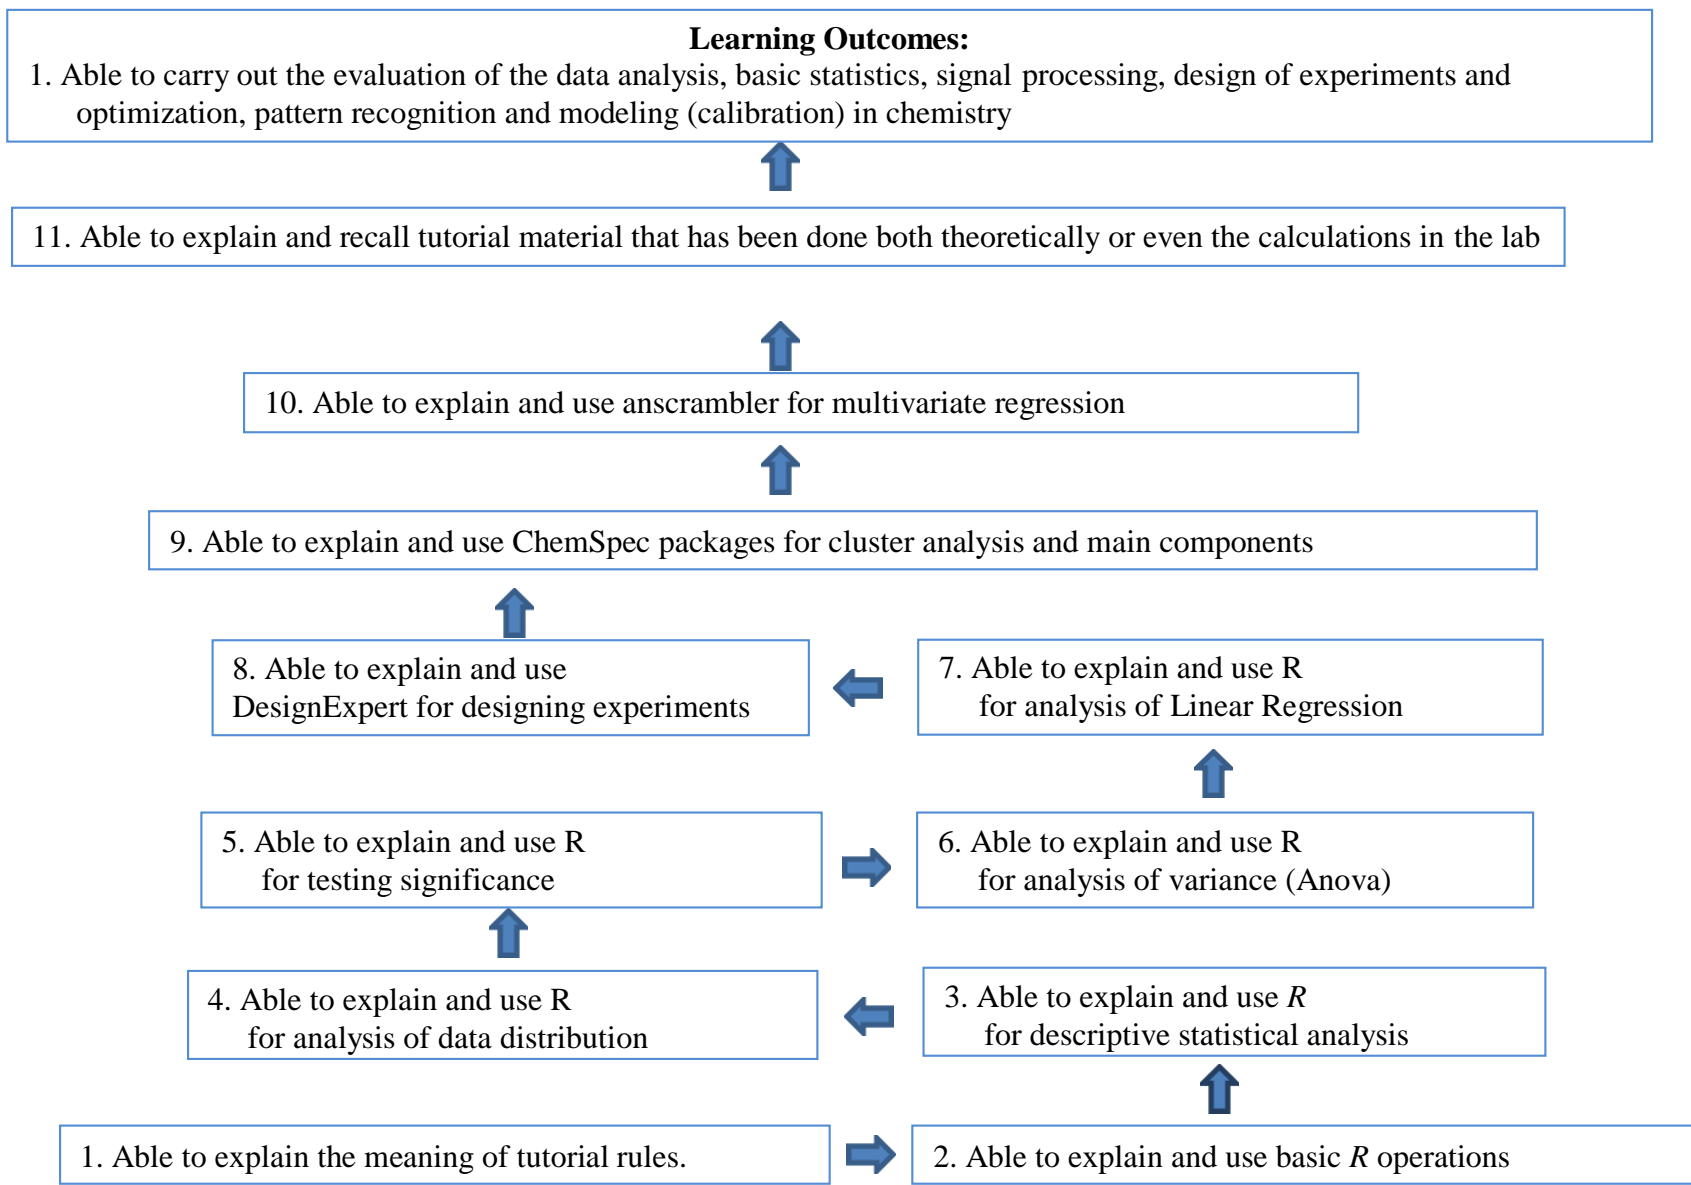 Learning Outcomes:
1. Able to carry out the evaluation of the data analysis, basic statistics, signal processing, design of experiments and
optimization, pattern recognition and modeling (calibration) in chemistry
11. Able to explain and recall tutorial material that has been done both theoretically or even the calculations in the lab
10. Able to explain and use anscrambler for multivariate regression
9. Able to explain and use ChemSpec packages for cluster analysis and main components
8. Able to explain and use
DesignExpert for designing experiments
7. Able to explain and use R
for analysis of Linear Regression
5. Able to explain and use R
for testing significance
6. Able to explain and use R
for analysis of variance (Anova)
4. Able to explain and use R
for analysis of data distribution
3. Able to explain and use R
for descriptive statistical analysis
1. Able to explain the meaning of tutorial rules.
2. Able to explain and use basic R operations